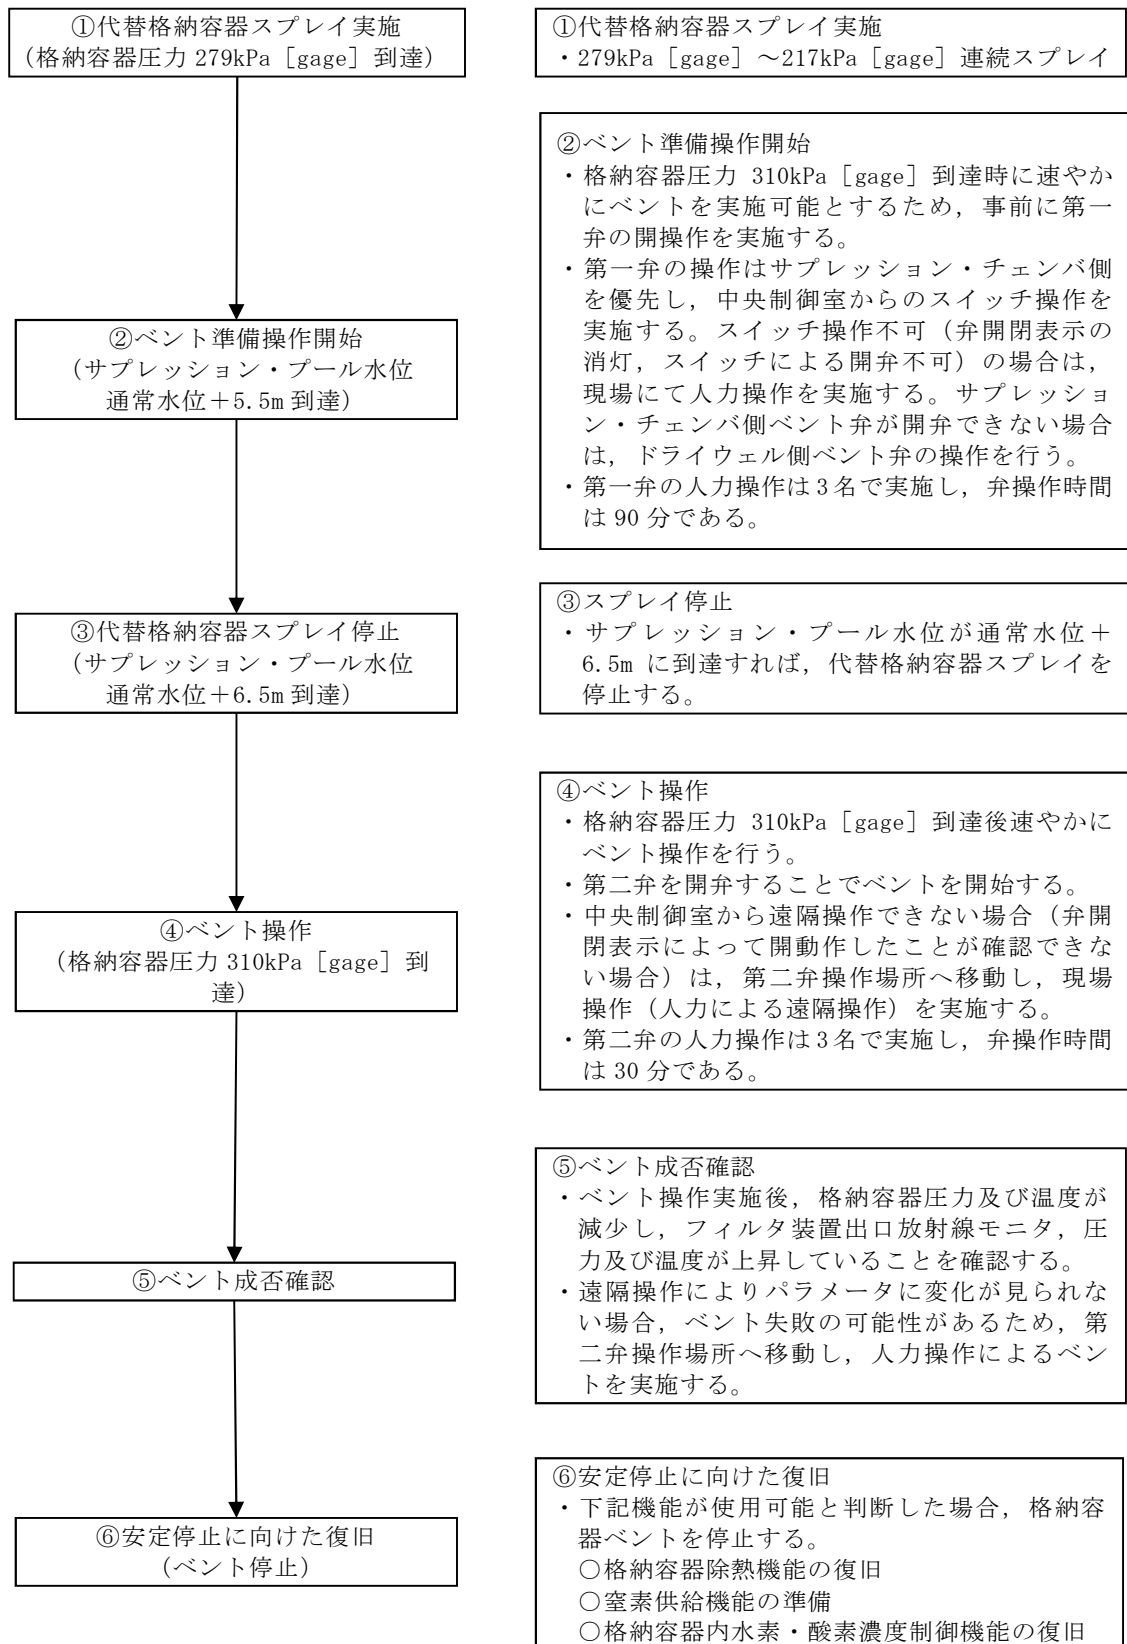 ①代替格納容器スプレイ実施
(格納容器圧力 279kPa［gage］到達)
②ベント準備操作開始
（サプレッション・プール水位
通常水位＋5.5m 到達）
③代替格納容器スプレイ停止
（サプレッション・プール水位
通常水位＋6.5m 到達）
④ベント操作
（格納容器圧力 310kPa［gage］到
達）
⑤ベント成否確認
⑥安定停止に向けた復旧
（ベント停止）
①代替格納容器スプレイ実施
・279kPa［gage］～217kPa［gage］連続スプレイ
②ベント準備操作開始
・格納容器圧力 310kPa［gage］到達時に速やか
にベントを実施可能とするため，事前に第一
弁の開操作を実施する。
・第一弁の操作はサプレッション・チェンバ側
を優先し，中央制御室からのスイッチ操作を
実施する。スイッチ操作不可（弁開閉表示の
消灯，スイッチによる開弁不可）の場合は，
現場にて人力操作を実施する。サプレッショ
ン・チェンバ側ベント弁が開弁できない場合
は，ドライウェル側ベント弁の操作を行う。
・第一弁の人力操作は3名で実施し，弁操作時間
は 90 分である。
③スプレイ停止
・サプレッション・プール水位が通常水位＋
6.5m に到達すれば，代替格納容器スプレイを
停止する。
④ベント操作
・格納容器圧力 310kPa［gage］到達後速やかに
ベント操作を行う。
・第二弁を開弁することでベントを開始する。
・中央制御室から遠隔操作できない場合（弁開
閉表示によって開動作したことが確認できな
い場合）は，第二弁操作場所へ移動し，現場
操作（人力による遠隔操作）を実施する。
・第二弁の人力操作は3名で実施し，弁操作時間
は 30 分である。
⑤ベント成否確認
・ベント操作実施後，格納容器圧力及び温度が
減少し，フィルタ装置出口放射線モニタ，圧
力及び温度が上昇していることを確認する。
・遠隔操作によりパラメータに変化が見られな
い場合，ベント失敗の可能性があるため，第
二弁操作場所へ移動し，人力操作によるベン
トを実施する。
⑥安定停止に向けた復旧
・下記機能が使用可能と判断した場合，格納容
器ベントを停止する。
○格納容器除熱機能の復旧
○窒素供給機能の準備
○格納容器内水素・酸素濃度制御機能の復旧